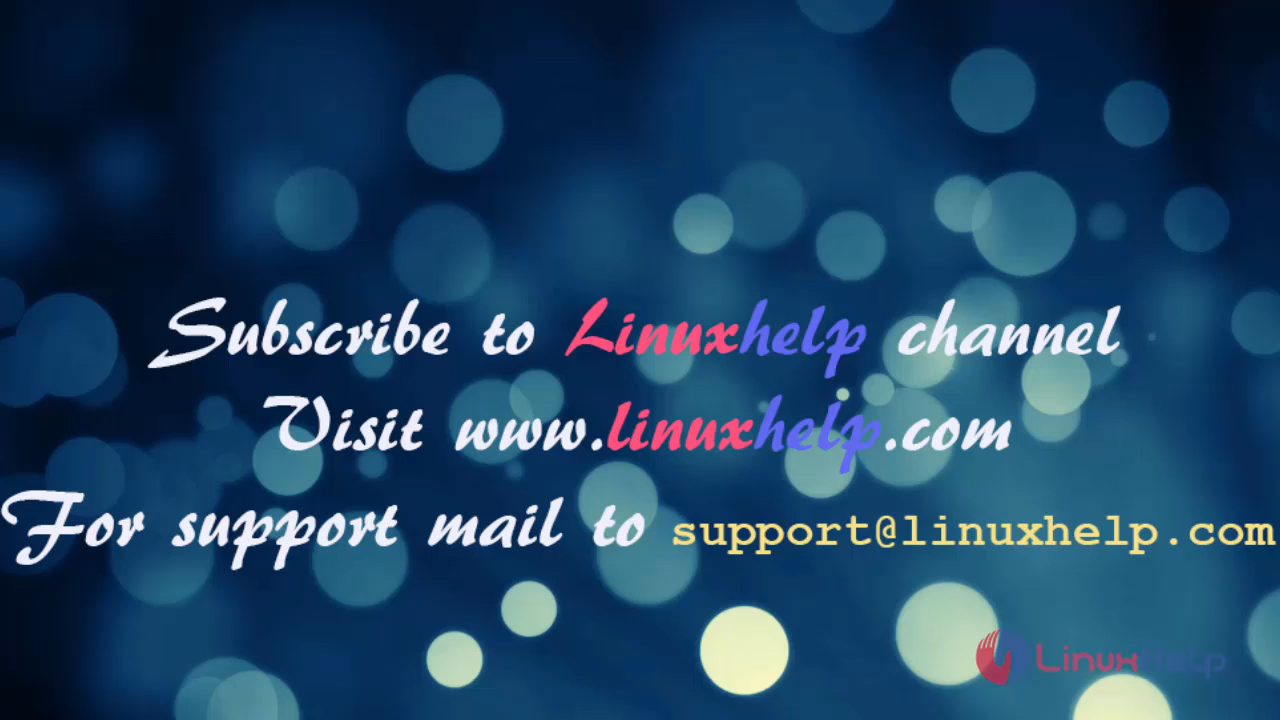 Subscribe to Linuxhelp channel
Visit www.linuxhelp.com
For support mail to support@linuxhelp.com
LinuxHelp